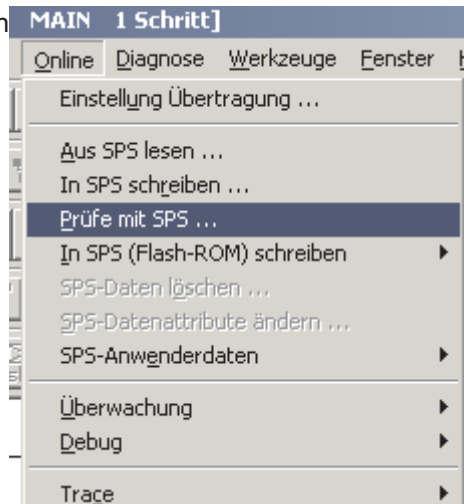 MAIN 1 Schritt]
Online Diagnose Werkzeuge Fenster
Einstellung Übertragung ...
Aus SPS lesen ...
In SPS schreiben ...
Prüfe mit SPS ...
In SPS (Flash-ROM) schreiben
SPS-Daten löschen ...
SPS-Datenattribute ändern ...
SPS-Anwenderdaten
Überwachung
Debug
Trace